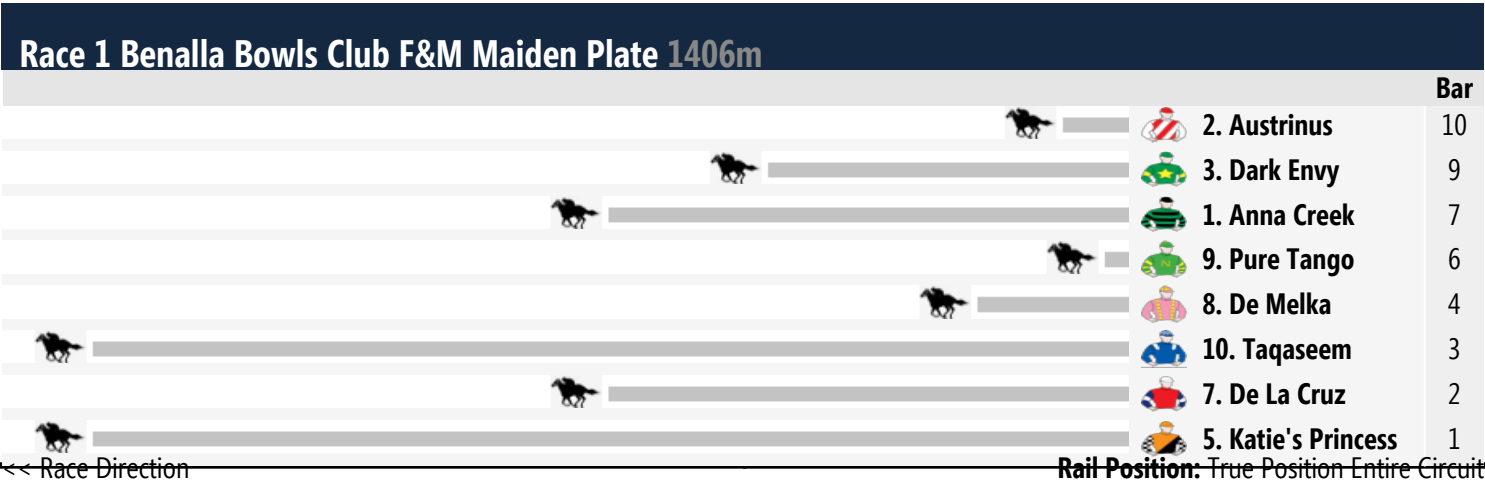 Race 1 Benalla Bowls Club F&M Maiden Plate 1406m
Bar
2. Austrinus 10
3. Dark Envy 9
1. Anna Creek 7
9. Pure Tango 6
8. De Melka 4
10. Taqaseem 3
7. De La Cruz 2
5. Katie's Princess 1
<< Race Direction Rail Position: True Position Entire Circuit